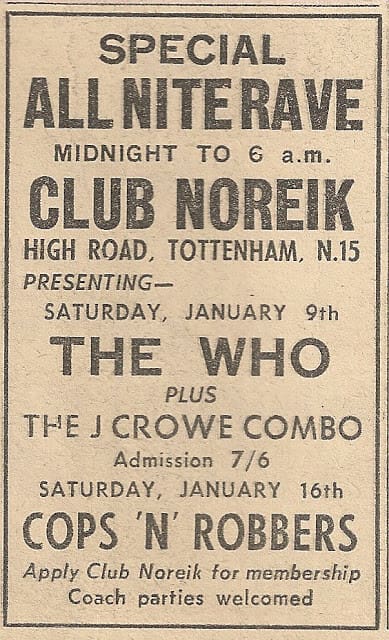 SPECIAL
ALL NITE RAVE
MIDNIGHT TO 6 a.m.
CLUB NOREIK
HIGH ROAD, TOTTENHAM, N.15
PRESENTING—
SATURDAY, JANUARY 9th
THE WHO
PLUS
THE J CROWE COMBO
Admission 7/6
SATURDAY, JANUARY 16th
COPS 'N' ROBBERS
Apply Club Noreik for membership
Coach parties welcomed